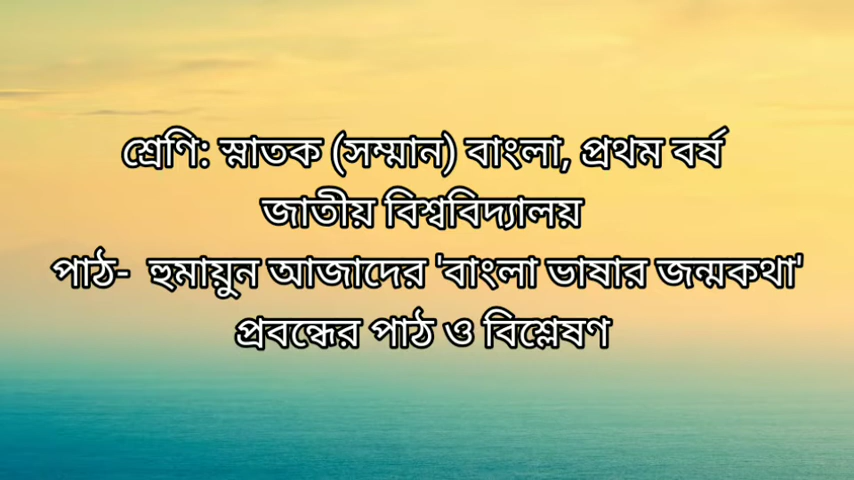 শ্রেণি: স্নাতক (সম্মান) বাংলা, প্রথম বর্ষ
জাতীয় বিশ্ববিদ্যালয়
পাঠ- হুমায়ুন আজাদের 'বাংলা ভাষার জন্মকথা'
প্রবন্ধের পাঠ ও বিশ্লেষণ